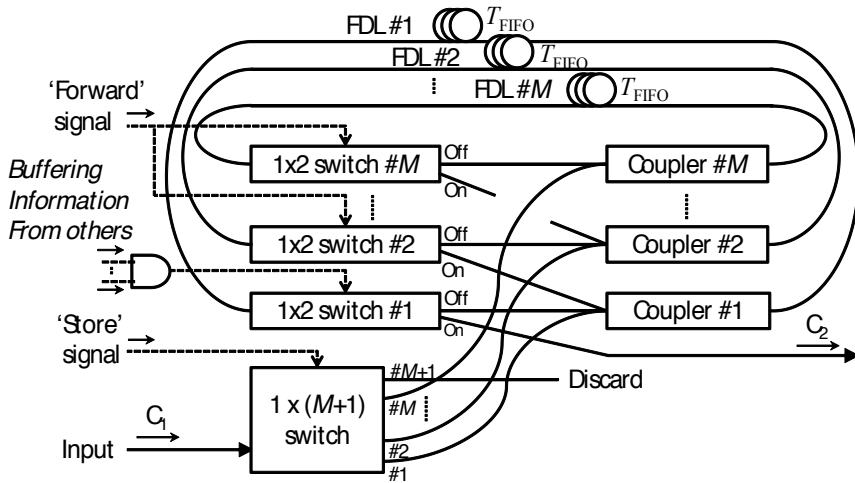 FDL #1
T_FIFO
FDL #2
T_FIFO
FDL #M
T_FIFO
'Forward'
signal
1x2 switch #M
Off
On
Coupler #M
Buffering
Information
From others
1x2 switch #2
Off
On
Coupler #2
1x2 switch #1
Off
On
Coupler #1
'Store'
signal
C2
1 x (M+1)
switch
#M+1
Discard
#M
C1
Input
#2
#1